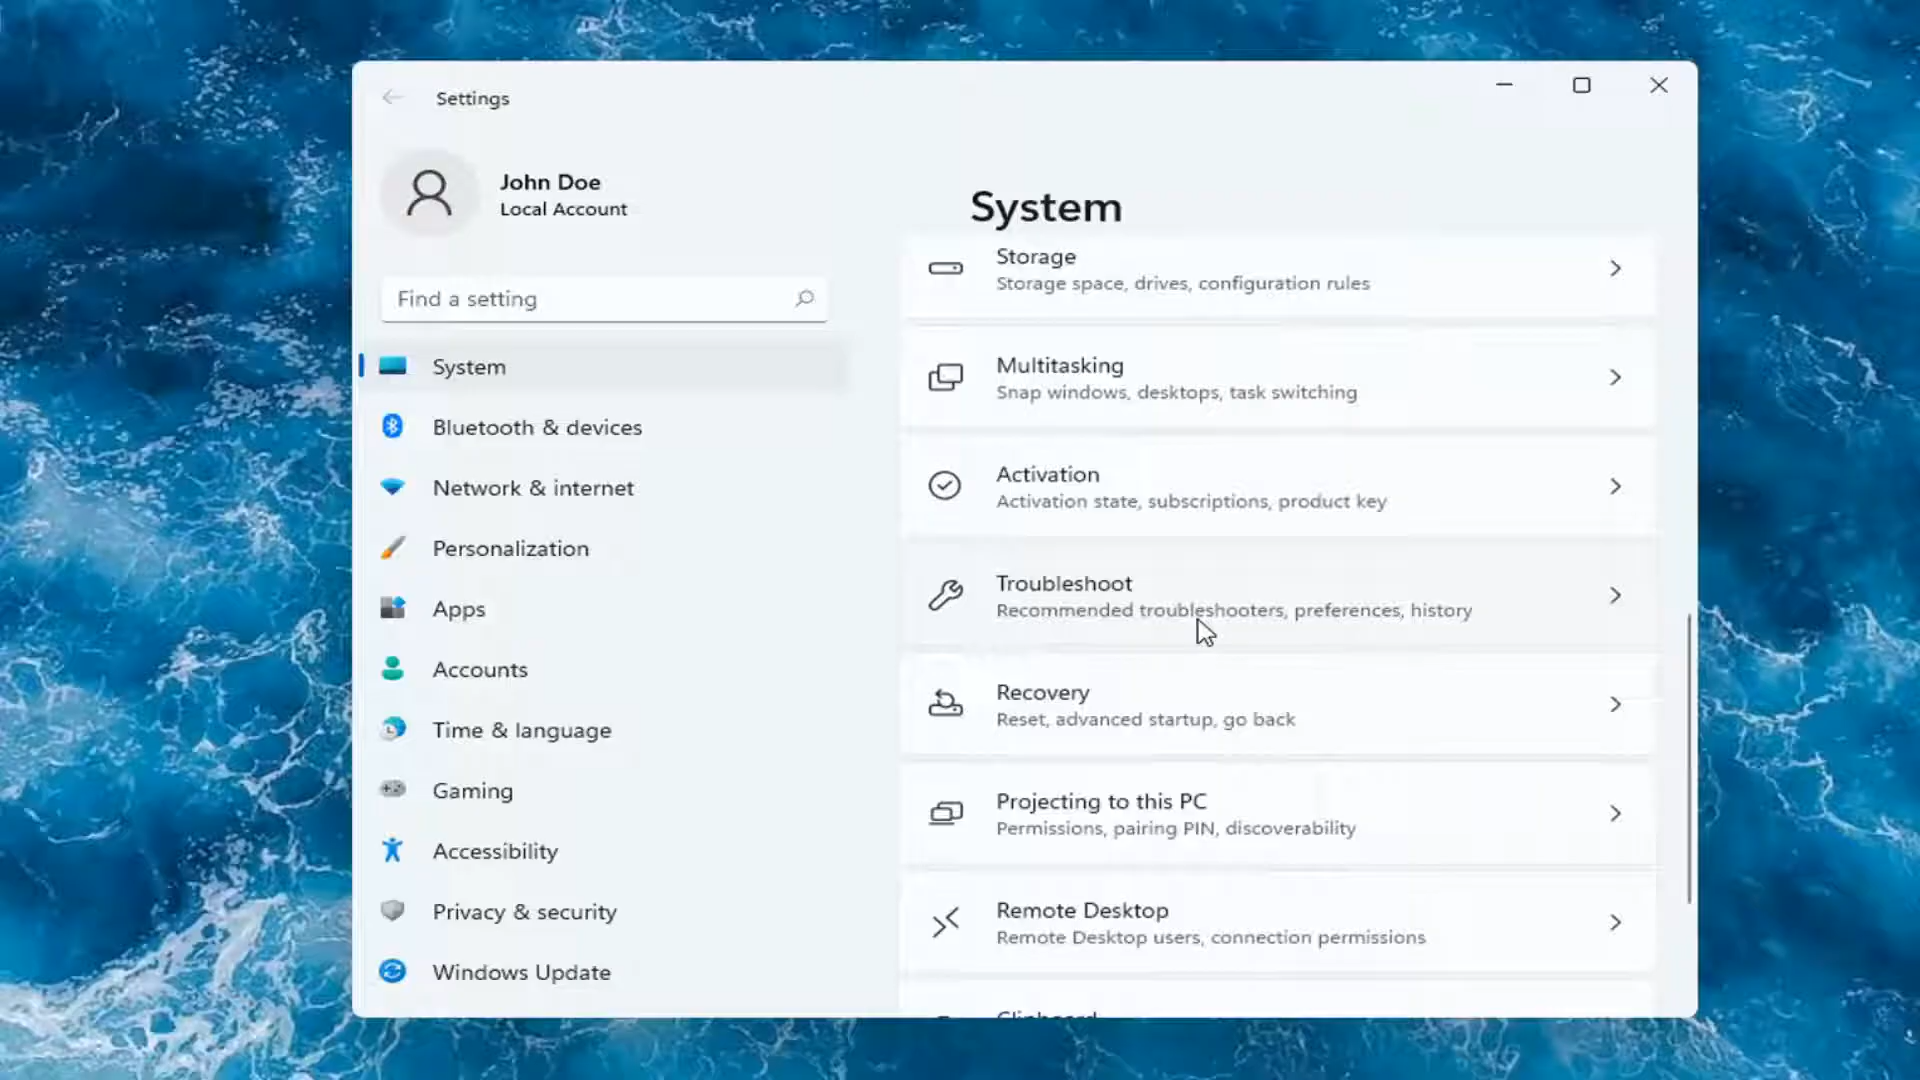 Settings
John Doe
Local Account
Find a setting
System
Bluetooth & devices
Network & internet
Personalization
Apps
Accounts
Time & language
Gaming
Accessibility
Privacy & security
Windows Update
System
Storage
Storage space, drives, configuration rules
Multitasking
Snap windows, desktops, task switching
Activation
Activation state, subscriptions, product key
Troubleshoot
Recommended troubleshooters, preferences, history
Recovery
Reset, advanced startup, go back
Projecting to this PC
Permissions, pairing PIN, discoverability
Remote Desktop
Remote Desktop users, connection permissions
Clipboard